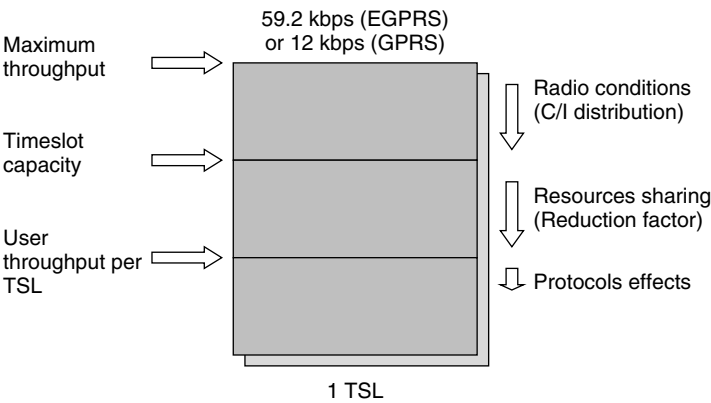 59.2 kbps (EGPRS)
or 12 kbps (GPRS)
Maximum
throughput
Radio conditions
(C/I distribution)
Timeslot
capacity
Resources sharing
(Reduction factor)
User
throughput per
TSL
Protocols effects
1 TSL